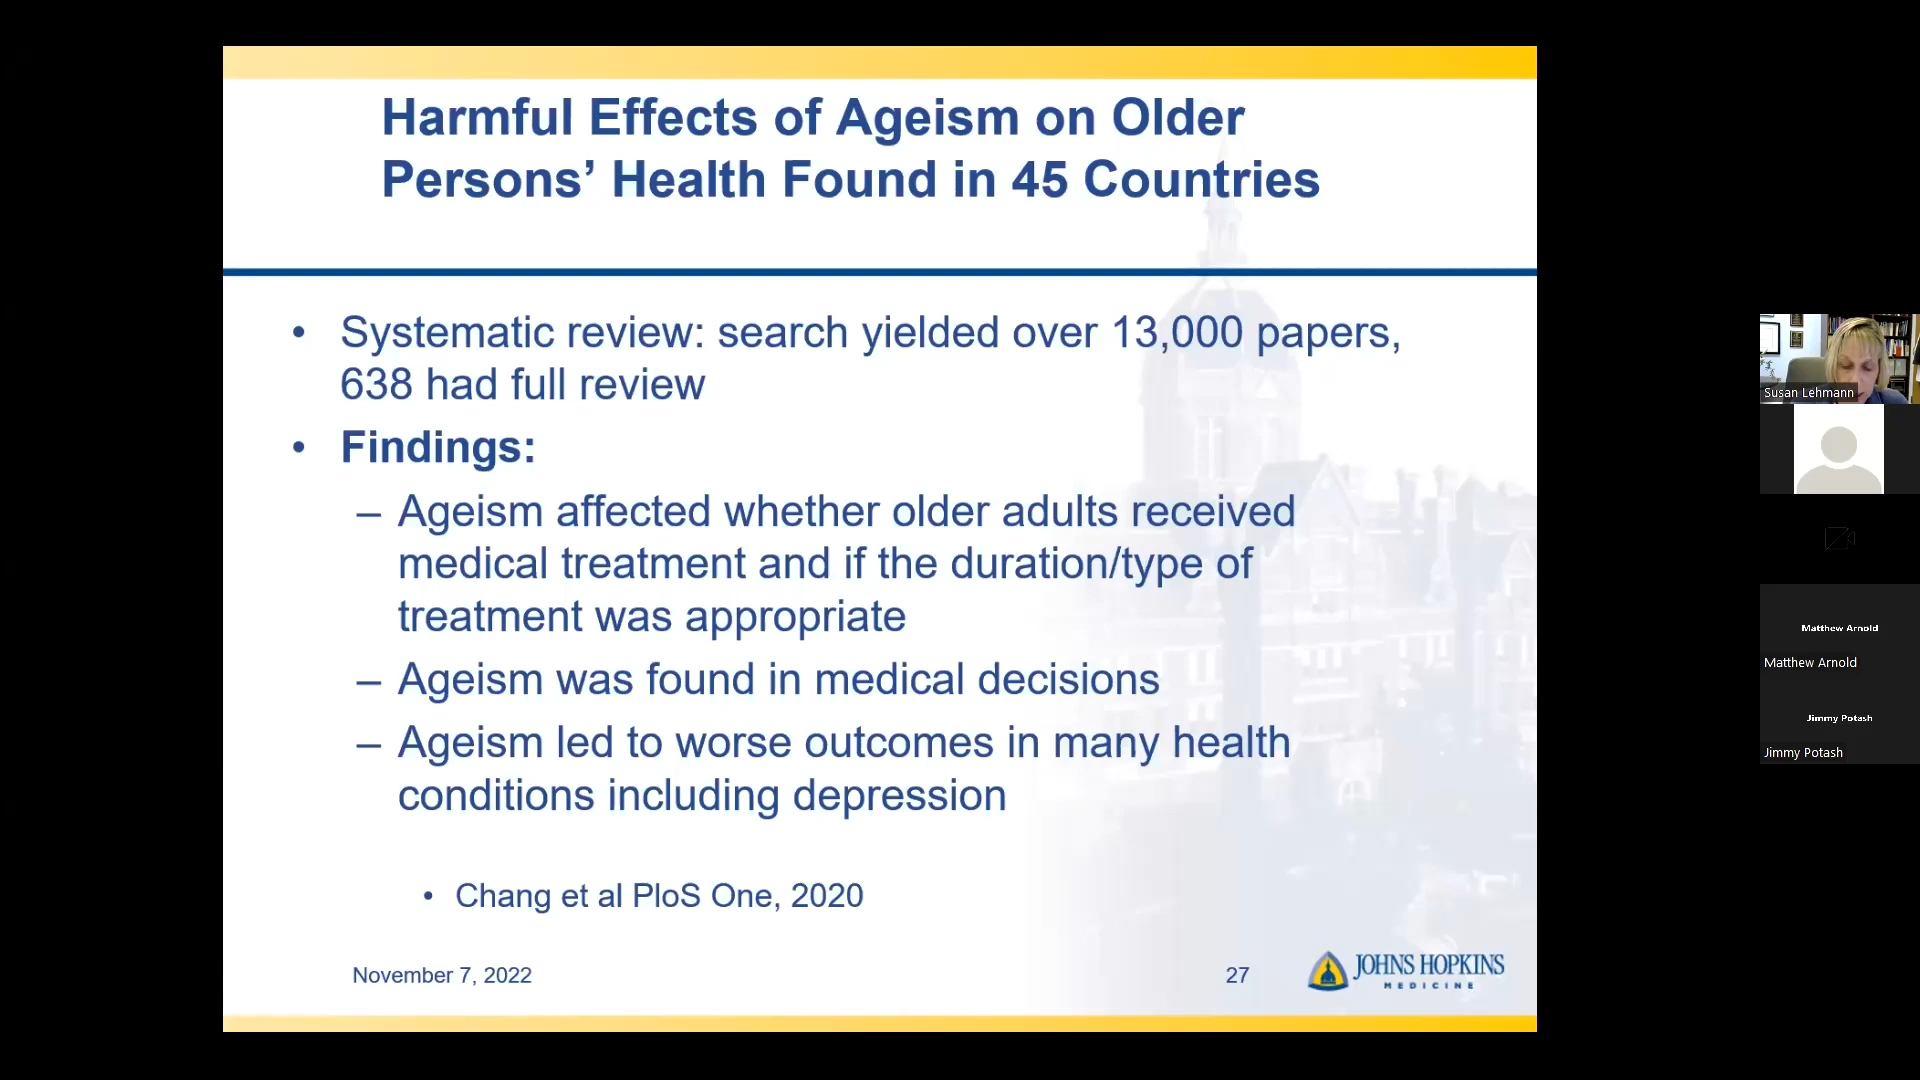 Harmful Effects of Ageism on Older
Persons’ Health Found in 45 Countries
• Systematic review: search yielded over 13,000 papers,
638 had full review
• Findings:
– Ageism affected whether older adults received
medical treatment and if the duration/type of
treatment was appropriate
– Ageism was found in medical decisions
– Ageism led to worse outcomes in many health
conditions including depression
• Chang et al PloS One, 2020
November 7, 2022
27
JOHNS HOPKINS
MEDICINE
Susan Lehmann
Matthew Arnold
Matthew Arnold
Jimmy Potash
Jimmy Potash